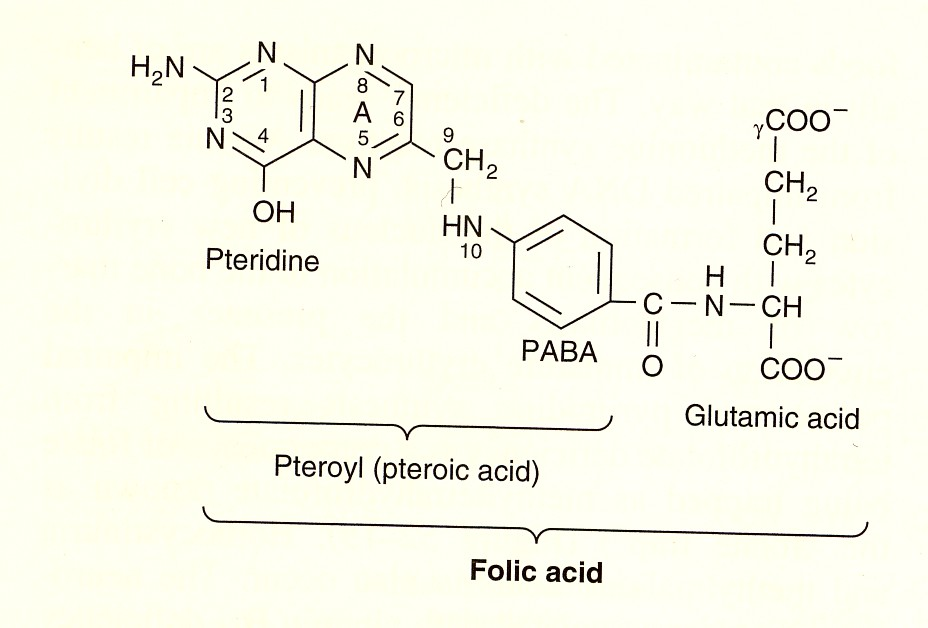 H2N
N
N
1
8
2
7
3
A
N
4
5
6
9
N
CH2
OH
HN
10
Pteridine
γCOO−
CH2
CH2
H
C
N
CH
PABA
O
COO−
Glutamic acid
Pteroyl (pteroic acid)
Folic acid